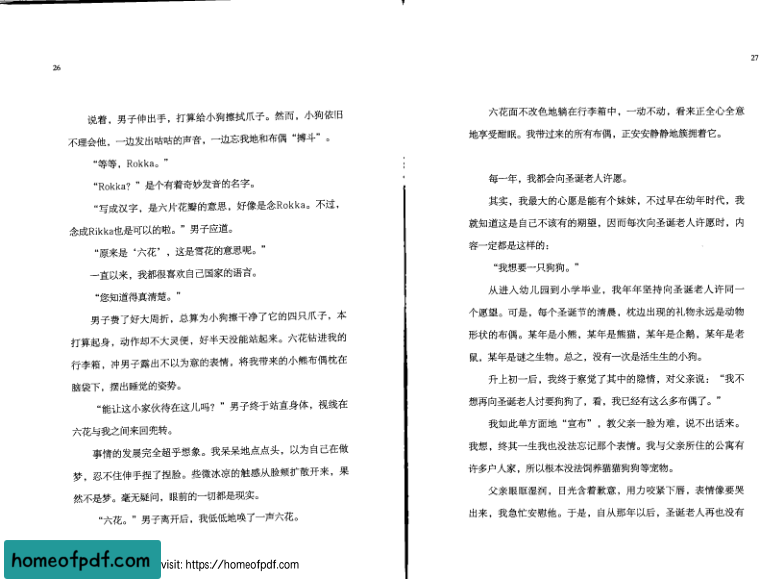 26
说着，男子伸出手，打算给小狗擦拭爪子。然而，小狗依旧
不理会他，一边发出咕咕的声音，一边忘我地和布偶“搏斗”。
“等等，Rokka。”
“Rokka？”是个有着奇妙发音的名字。
“写成汉字，是六片花瓣的意思，好像是念Rokka。不过，
念成Rikka也是可以的啦。”男子应道。
“原来是‘六花’，这是雪花的意思呢。”
一直以来，我都很喜欢自己国家的语言。
“您知道得真清楚。”
男子费了好大周折，总算为小狗擦干净了它的四只爪子，本
打算起身，动作却不大灵便，好半天没能站起来。六花钻进我的
行李箱，冲男子露出不以为意的表情，将我带来的小熊布偶枕在
脑袋下，摆出睡觉的姿势。
“能让这小家伙待在这儿吗？”男子终于站直身体，视线在
六花与我之间来回兜转。
事情的发展完全超乎想象。我呆呆地点点头，以为自己在做
梦，忍不住伸手捏了捏脸。些微冰凉的触感从脸颊扩散开来，果
然不是梦。毫无疑问，眼前的一切都是现实。
“六花。”男子离开后，我低低地唤了一声六花。
27
六花面不改色地躺在行李箱中，一动不动，看来正全心全意
地享受酣眠。我带过来的所有布偶，正安安静静地簇拥着它。
每一年，我都会向圣诞老人许愿。
其实，我最大的心愿是能有个妹妹，不过早在幼年时代，我
就知道这是自己不该有的期望，因而每次向圣诞老人许愿时，内
容一定都是这样的：
“我想要一只狗狗。”
从进入幼儿园到小学毕业，我年年坚持向圣诞老人许同一
个愿望。可是，每个圣诞节的清晨，枕边出现的礼物永远是动物
形状的布偶。某年是小熊，某年是熊猫，某年是企鹅，某年是老
鼠，某年是谜之生物。总之，没有一次是活生生的小狗。
升上初一后，我终于察觉了其中的隐情，对父亲说：“我不
想再向圣诞老人讨要狗狗了，看，我已经有这么多布偶了。”
我如此单方面地“宣布”，教父亲一脸为难，说不出话来。
我想，终其一生我也没法忘记那个表情。我与父亲所住的公寓有
许多户人家，所以根本没法饲养猫猫狗狗等宠物。
父亲眼眶湿润，目光含着歉意，用力咬紧下唇，表情像要哭
出来，我急忙安慰他。于是，自从那年以后，圣诞老人再也没有
homeofpdf.com
visit: https://homeofpdf.com